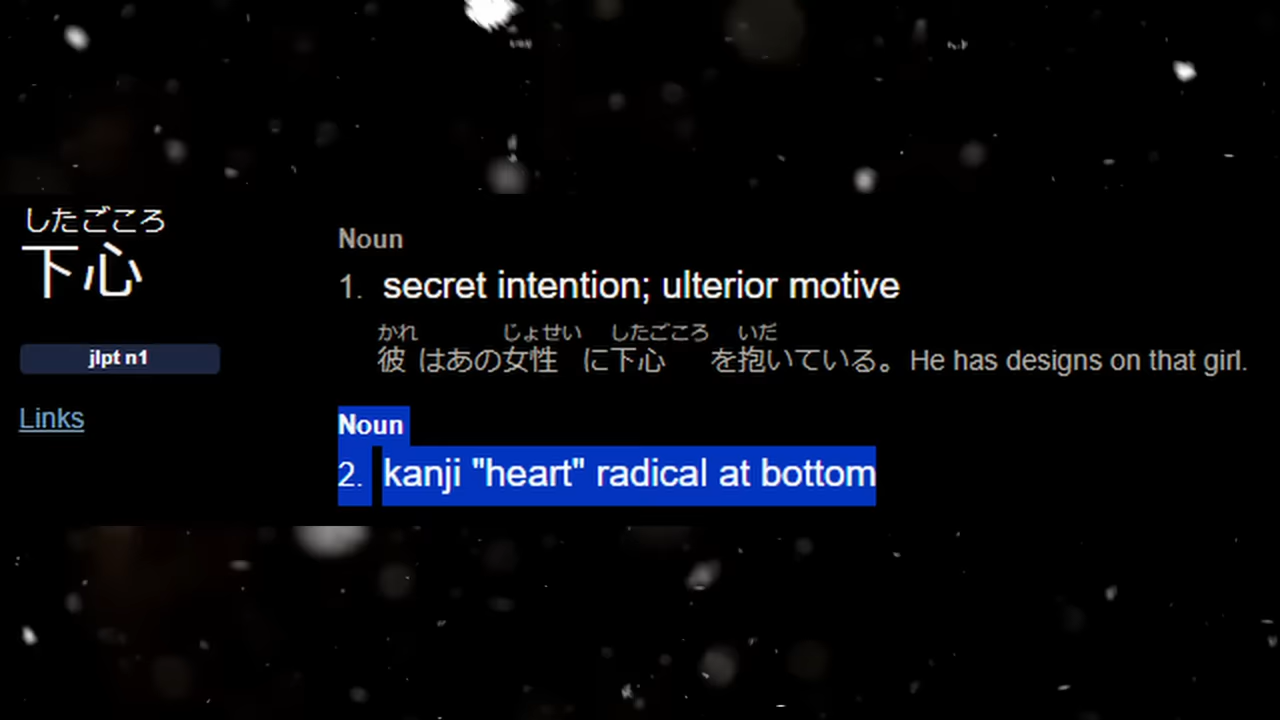 したごころ
下心
jlpt n1
Links
Noun
1. secret intention; ulterior motive
かれ じょせい したごころ いだ
彼はあの女性に下心を抱いている。 He has designs on that girl.
Noun
2. kanji "heart" radical at bottom